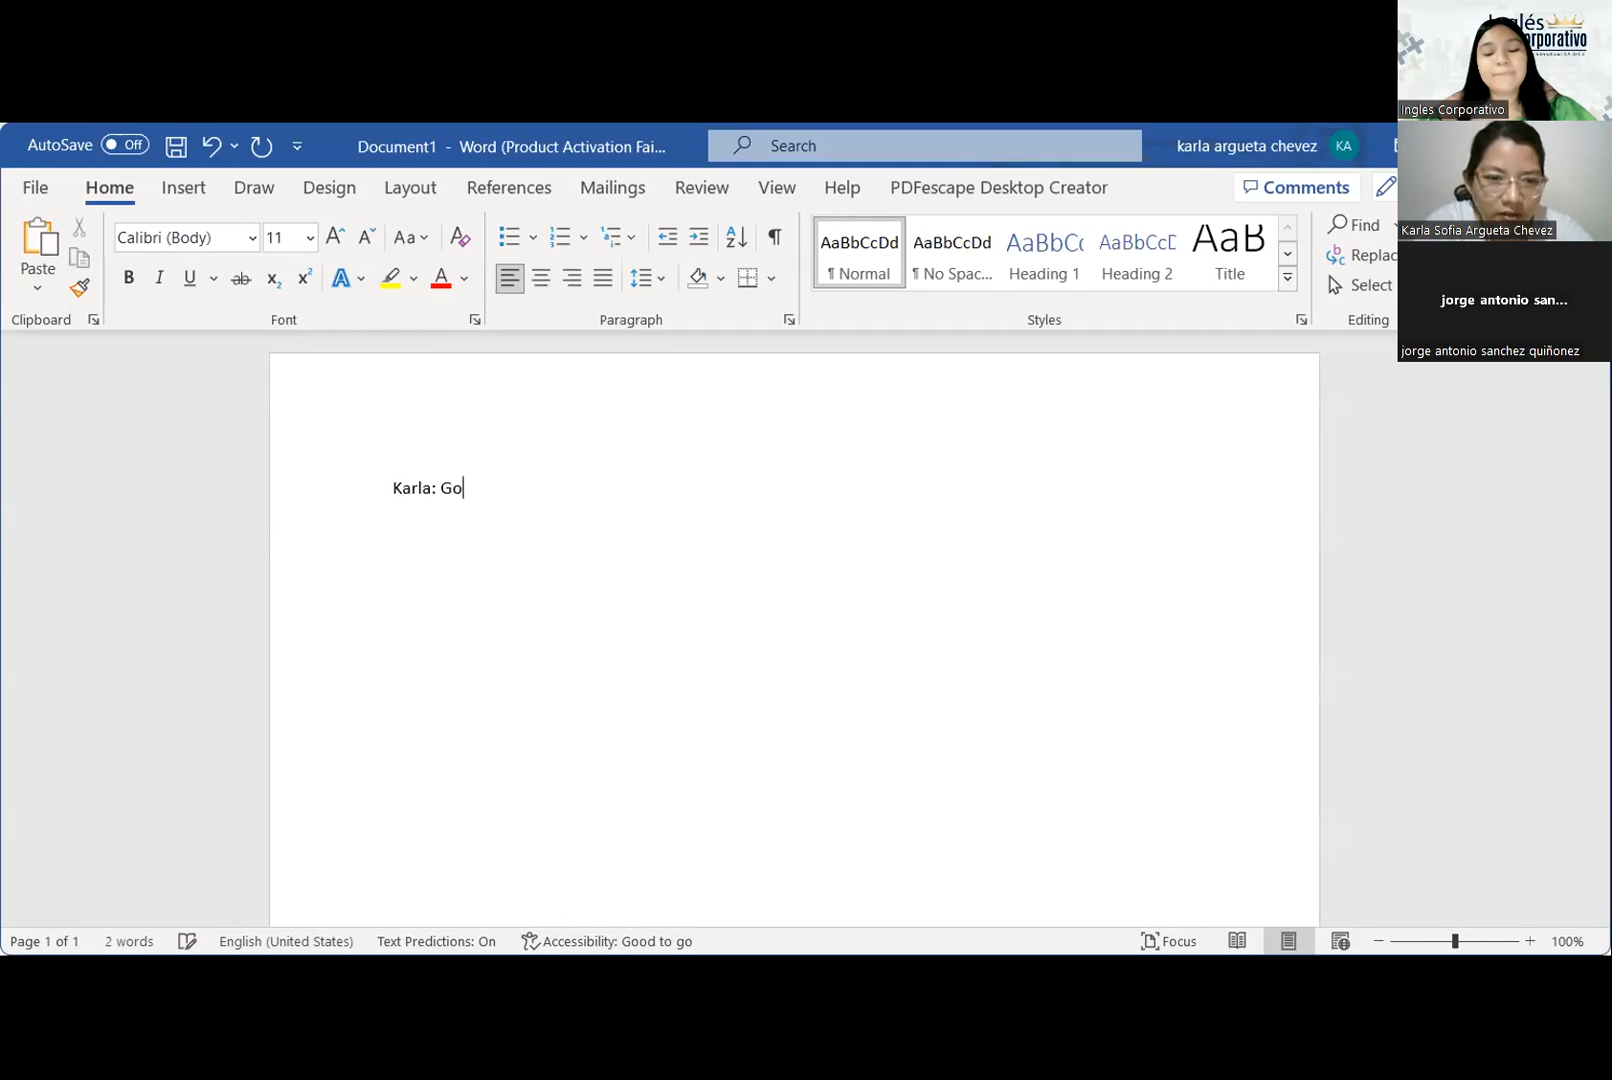 Inglés
Corporativo
Ingles Corporativo
AutoSave Off
Document1 - Word (Product Activation Fai...
Search
karla argueta chevez KA
Karla Sofia Argueta Chevez
jorge antonio san...
jorge antonio sanchez quiñonez
File Home Insert Draw Design Layout References Mailings Review View Help PDFescape Desktop Creator Comments
Paste
Clipboard
Calibri (Body) 11 Aa
B I U ab x2 x2 A A
Font
Paragraph
AaBbCcDd AaBbCcDd AaBbCc AaBbCcD AaB
¶ Normal ¶ No Spac... Heading 1 Heading 2 Title
Styles
Find
Replac
Select
Editing
Karla: Go
Page 1 of 1 2 words English (United States) Text Predictions: On Accessibility: Good to go Focus 100%